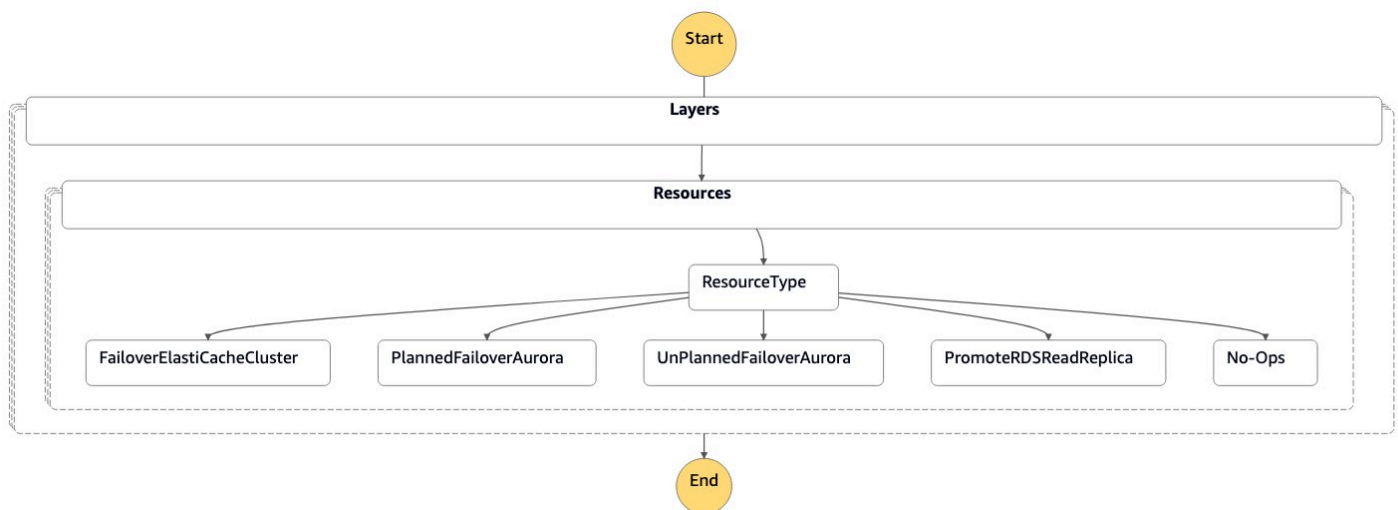 Start
Layers
Resources
ResourceType
FailoverElastiCacheCluster
PlannedFailoverAurora
UnPlannedFailoverAurora
PromoteRDSReadReplica
No-Ops
End